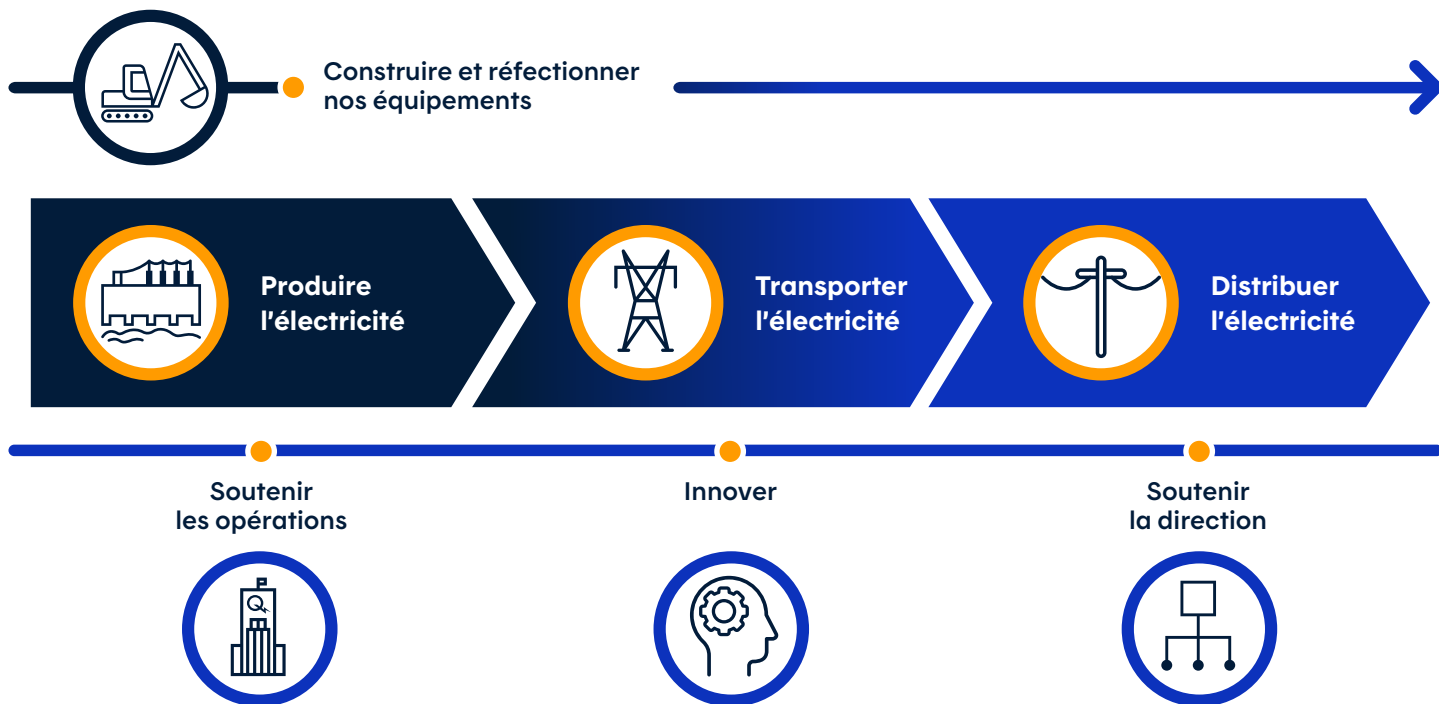 Construire et réfectionner
nos équipements
Produire
l'électricité
Transporter
l'électricité
Distribuer
l'électricité
Soutenir
les opérations
Innover
Soutenir
la direction